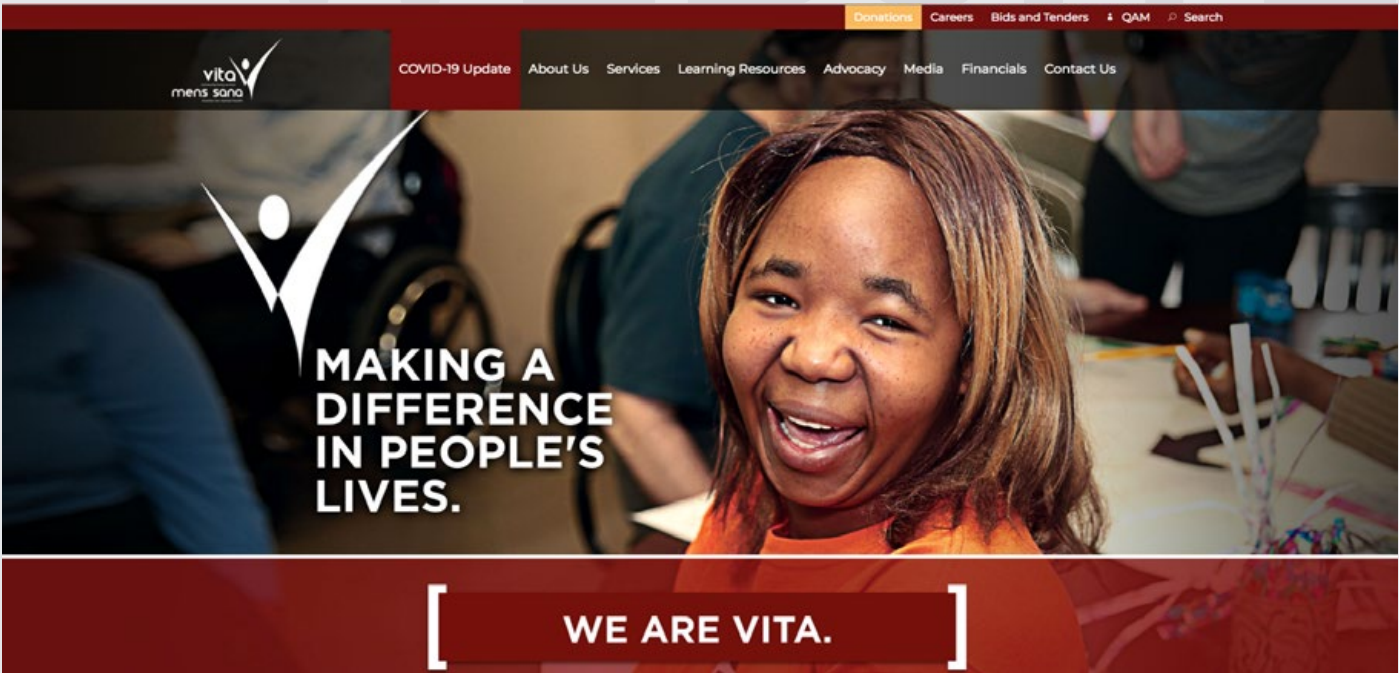 Donations Careers Bids and Tenders QAM Search
vita
mens sana
COVID-19 Update About Us Services Learning Resources Advocacy Media Financials Contact Us
MAKING A
DIFFERENCE
IN PEOPLE'S
LIVES.
[ WE ARE VITA. ]